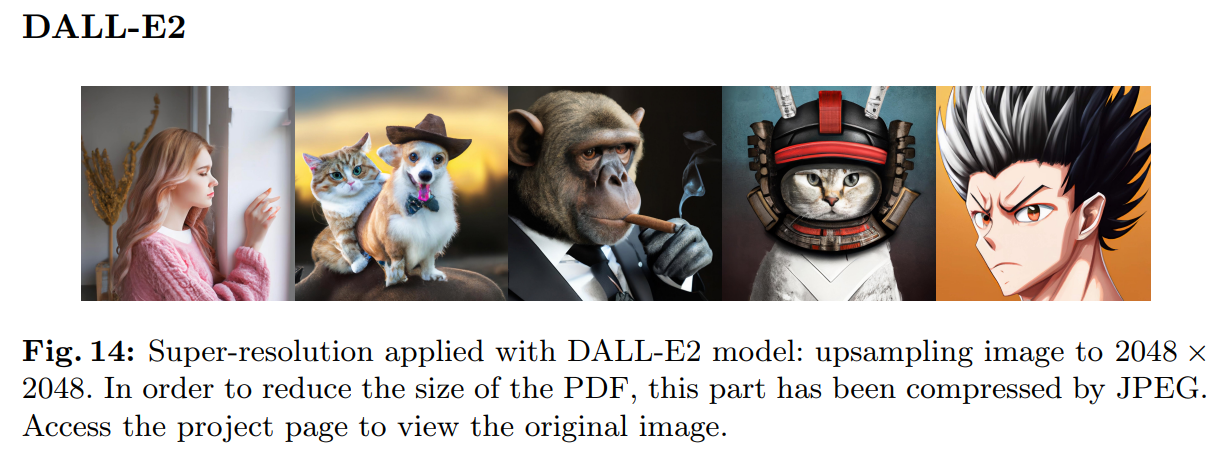 DALL-E2
Fig. 14: Super-resolution applied with DALL-E2 model: upsampling image to 2048 ×
2048. In order to reduce the size of the PDF, this part has been compressed by JPEG.
Access the project page to view the original image.